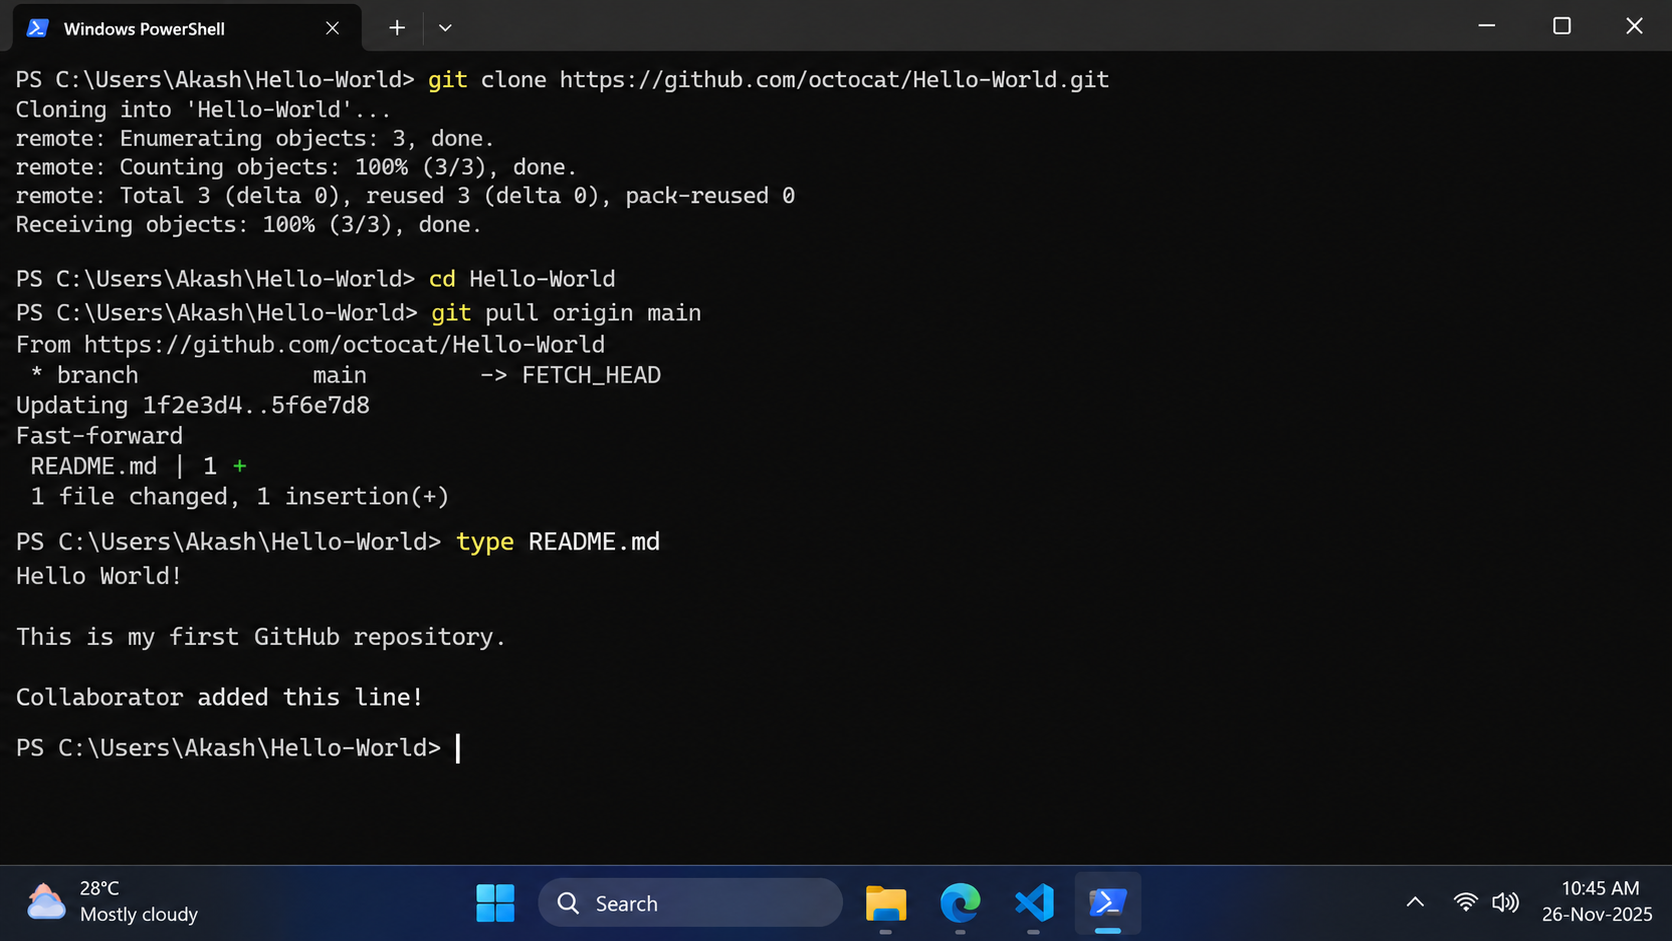 Windows PowerShell
PS C:\Users\Akash\Hello-World> git clone https://github.com/octocat/Hello-World.git
Cloning into 'Hello-World'...
remote: Enumerating objects: 3, done.
remote: Counting objects: 100% (3/3), done.
remote: Total 3 (delta 0), reused 3 (delta 0), pack-reused 0
Receiving objects: 100% (3/3), done.
PS C:\Users\Akash\Hello-World> cd Hello-World
PS C:\Users\Akash\Hello-World> git pull origin main
From https://github.com/octocat/Hello-World
 * branch            main        -> FETCH_HEAD
Updating 1f2e3d4..5f6e7d8
Fast-forward
 README.md | 1 +
 1 file changed, 1 insertion(+)
PS C:\Users\Akash\Hello-World> type README.md
Hello World!
This is my first GitHub repository.
Collaborator added this line!
PS C:\Users\Akash\Hello-World>
28°C
Mostly cloudy
Search
10:45 AM
26-Nov-2025